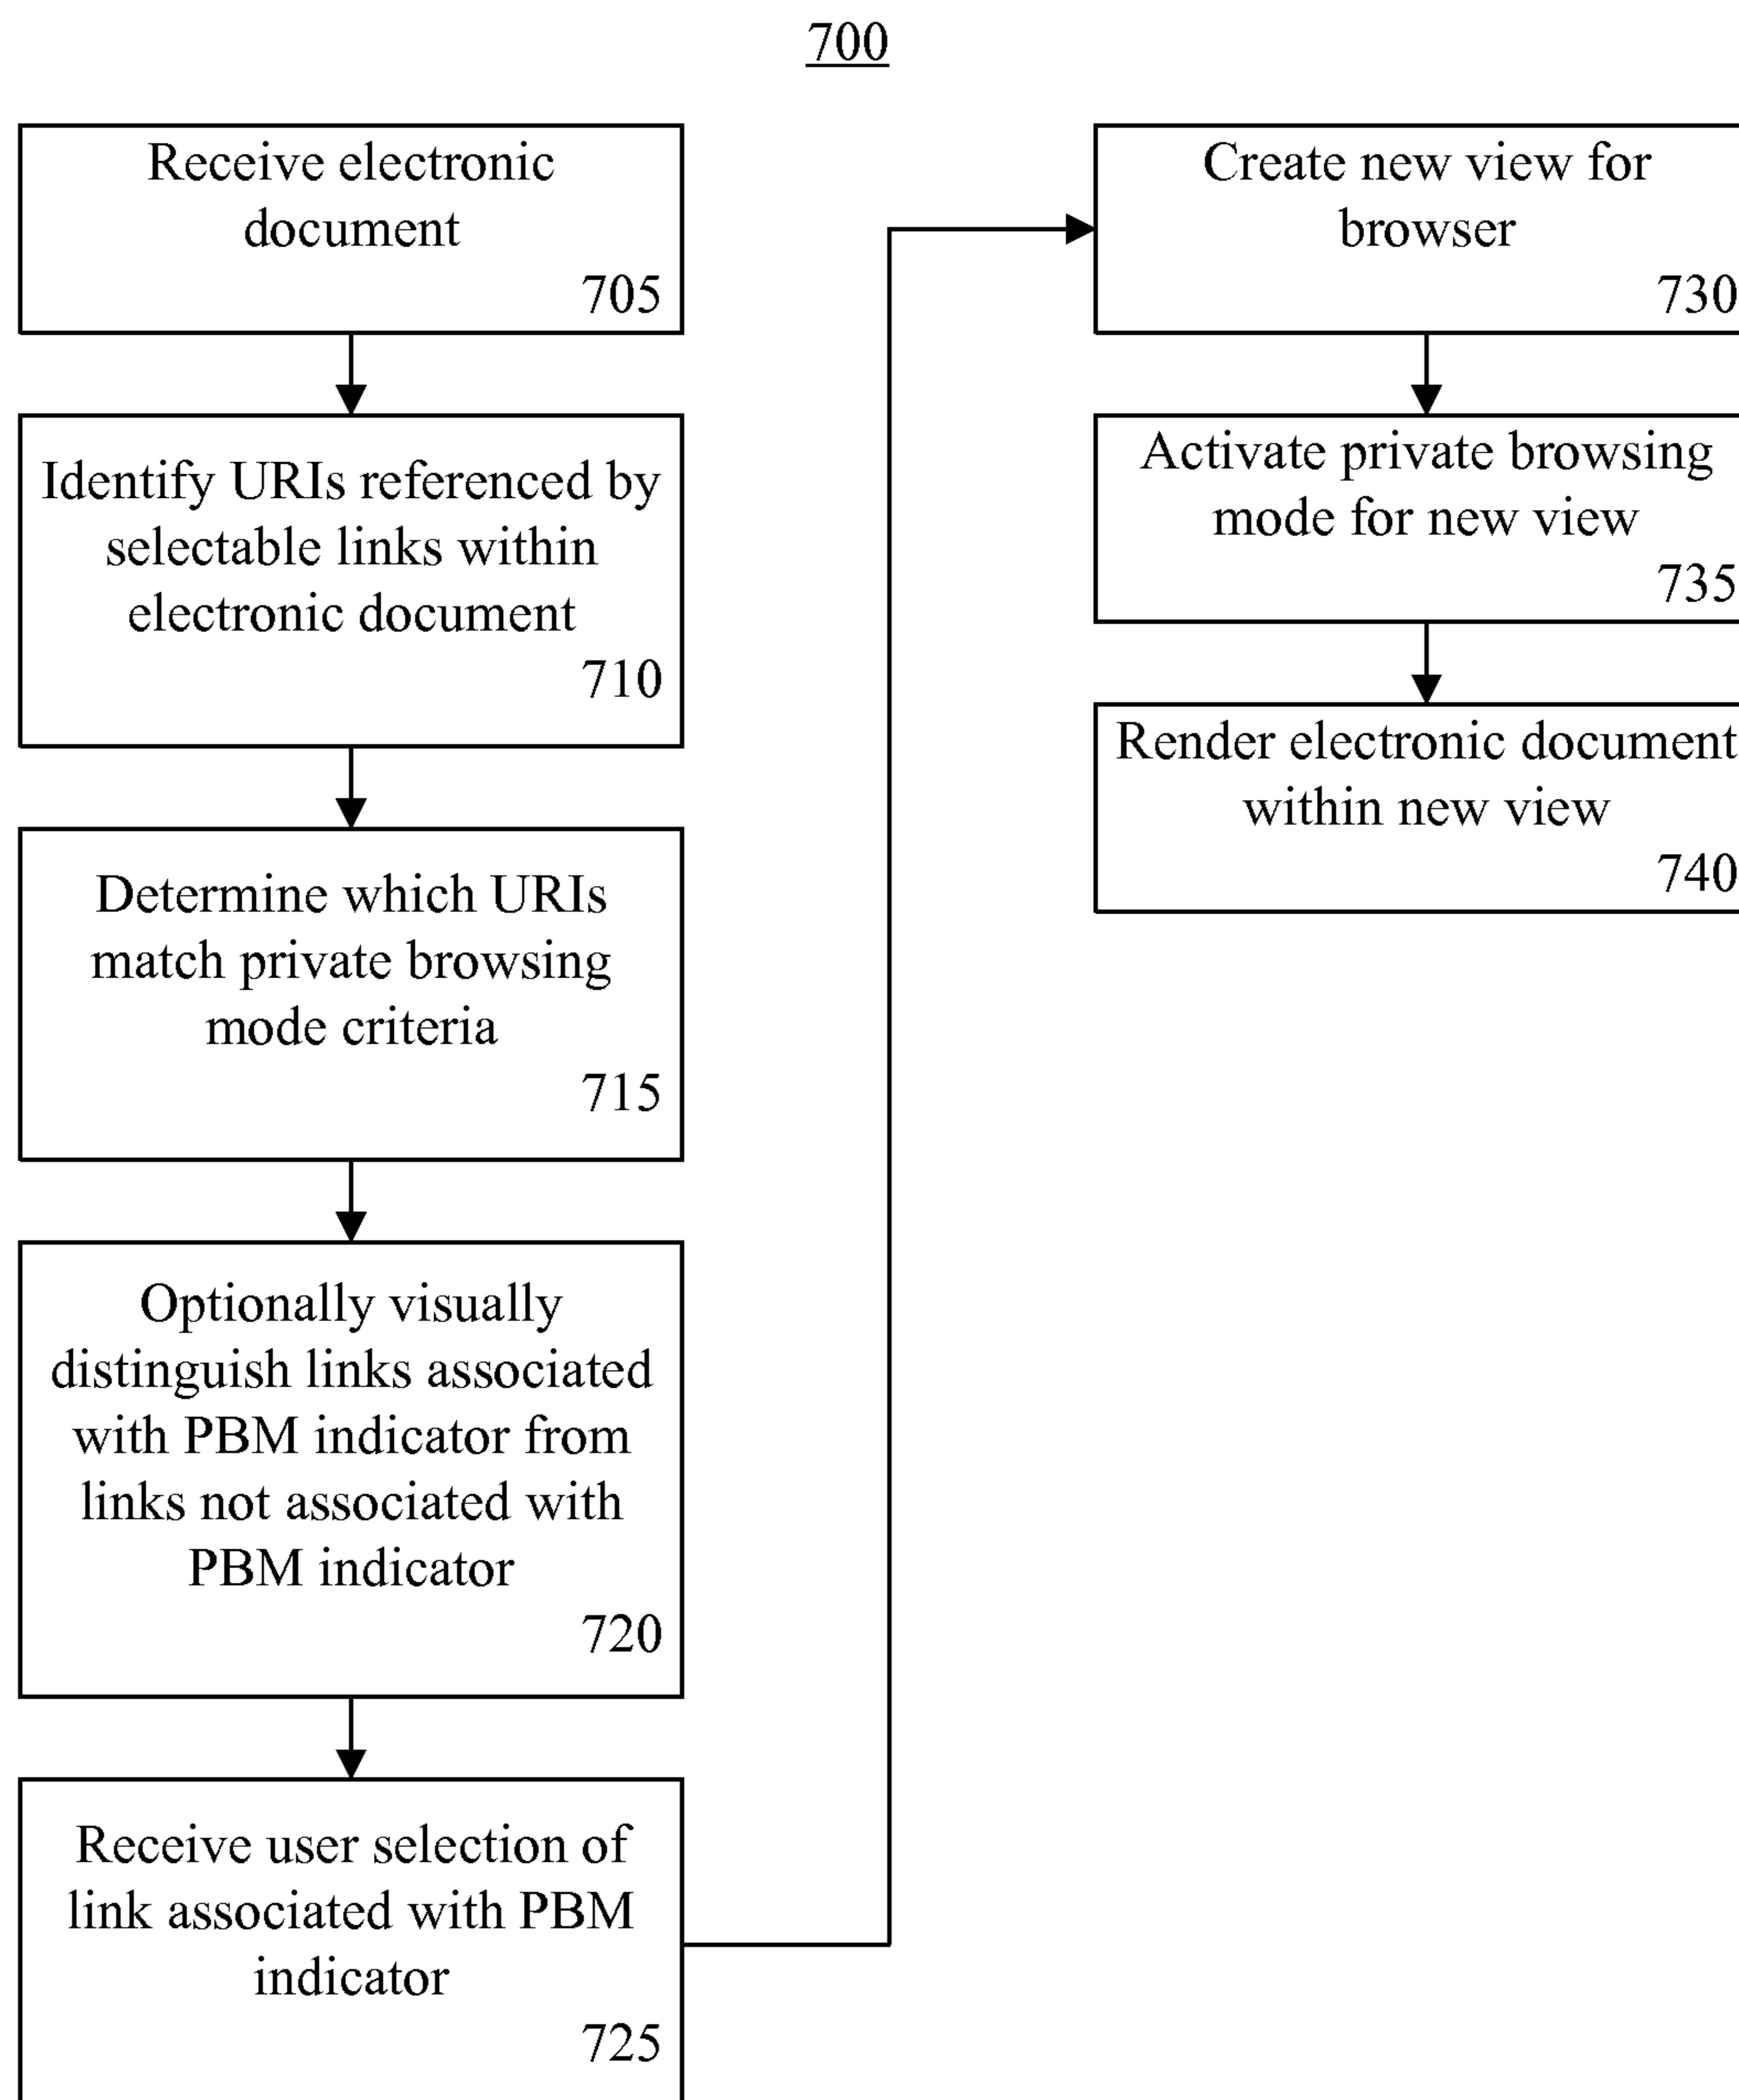 700
Receive electronic
document
705
Identify URIs referenced by
selectable links within
electronic document
710
Determine which URIs
match private browsing
mode criteria
715
Optionally visually
distinguish links associated
with PBM indicator from
links not associated with
PBM indicator
720
Receive user selection of
link associated with PBM
indicator
725
Create new view for
browser
730
Activate private browsing
mode for new view
735
Render electronic document
within new view
740